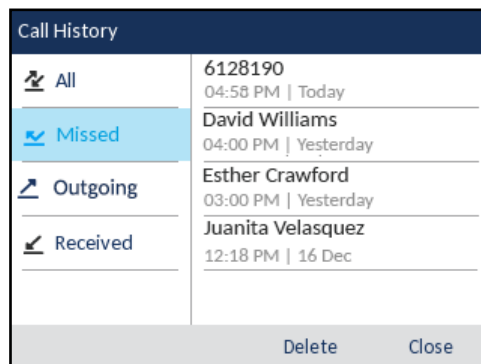 Call History
All
Missed
Outgoing
Received
6128190
04:58 PM | Today
David Williams
04:00 PM | Yesterday
Esther Crawford
03:00 PM | Yesterday
Juanita Velasquez
12:18 PM | 16 Dec
Delete
Close